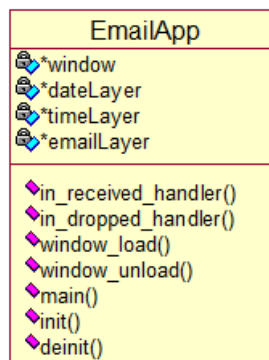 EmailApp
*window
*dateLayer
*timeLayer
*emailLayer
in_received_handler()
in_dropped_handler()
window_load()
window_unload()
main()
init()
deinit()